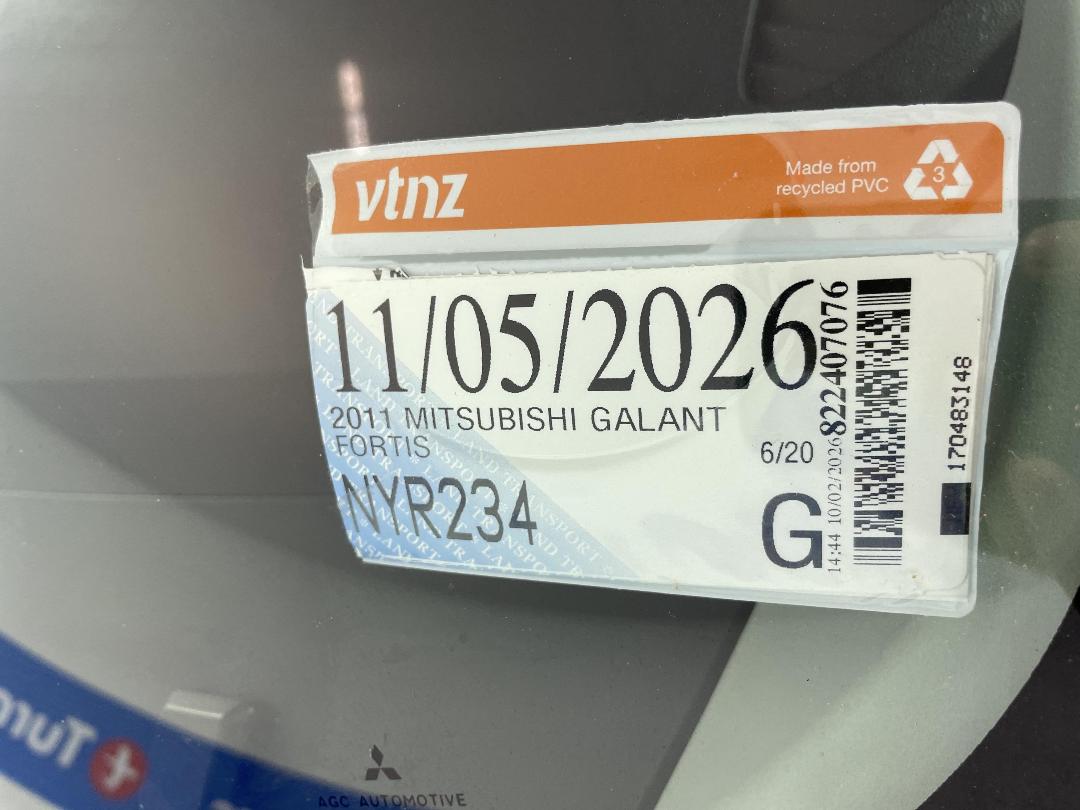 vtnz
Made from
recycled PVC
3
11/05/2026
2011 MITSUBISHI GALANT
FORTIS
6/20
NYR234
G
14:44 10/02/2026
822407076
170483148
AGC AUTOMOTIVE